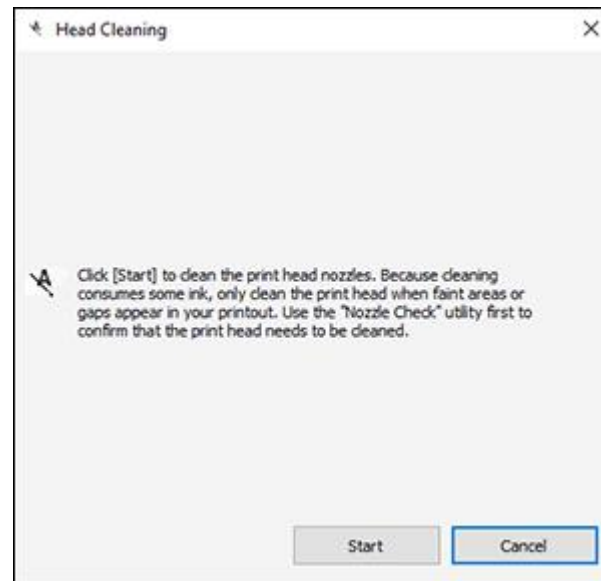 Head Cleaning
Click [Start] to clean the print head nozzles. Because cleaning
consumes some ink, only clean the print head when faint areas or
gaps appear in your printout. Use the "Nozzle Check" utility first to
confirm that the print head needs to be cleaned.
Start
Cancel